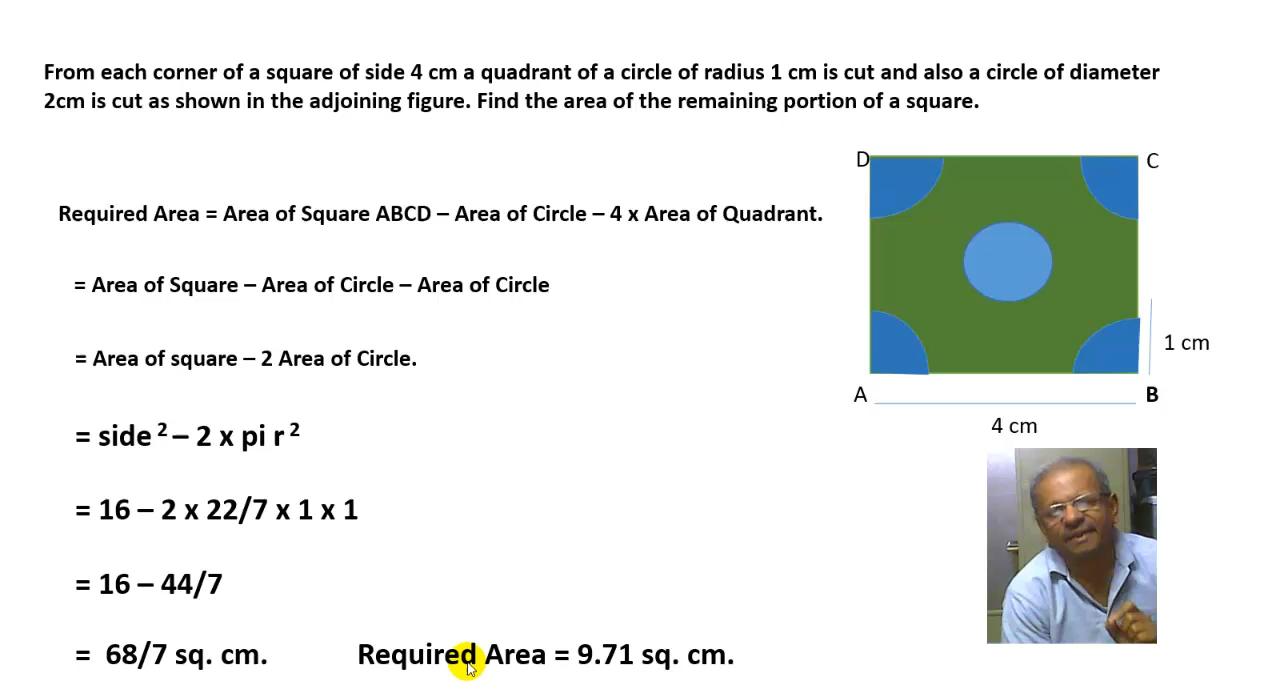 From each corner of a square of side 4 cm a quadrant of a circle of radius 1 cm is cut and also a circle of diameter
2cm is cut as shown in the adjoining figure. Find the area of the remaining portion of a square.
D
C
Required Area = Area of Square ABCD – Area of Circle – 4 x Area of Quadrant.
= Area of Square – Area of Circle – Area of Circle
1 cm
= Area of square – 2 Area of Circle.
A
B
4 cm
= side ² – 2 x pi r ²
= 16 – 2 x 22/7 x 1 x 1
= 16 – 44/7
= 68/7 sq. cm. Required Area = 9.71 sq. cm.